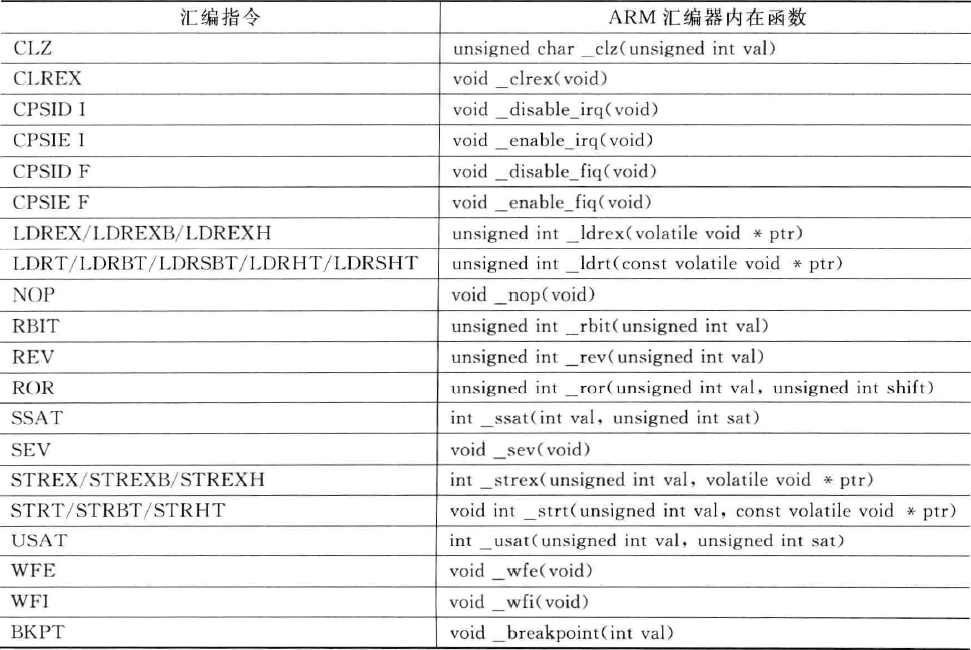 汇编指令 ARM 汇编器内在函数
CLZ unsigned char _clz(unsigned int val)
CLREX void _clrex(void)
CPSID I void _disable_irq(void)
CPSIE I void _enable_irq(void)
CPSID F void _disable_fiq(void)
CPSIE F void _enable_fiq(void)
LDREX/LDREXB/LDREXH unsigned int _ldrex(volatile void * ptr)
LDRT/LDRBT/LDRSBT/LDRHT/LDRSHT unsigned int _ldrt(const volatile void * ptr)
NOP void _nop(void)
RBIT unsigned int _rbit(unsigned int val)
REV unsigned int _rev(unsigned int val)
ROR unsigned int _ror(unsigned int val, unsigned int shift)
SSAT int _ssat(int val, unsigned int sat)
SEV void _sev(void)
STREX/STREXB/STREXH int _strex(unsigned int val, volatile void * ptr)
STRT/STRBT/STRHT void int _strt(unsigned int val, const volatile void * ptr)
USAT int _usat(unsigned int val, unsigned int sat)
WFE void _wfe(void)
WFI void _wfi(void)
BKPT void _breakpoint(int val)